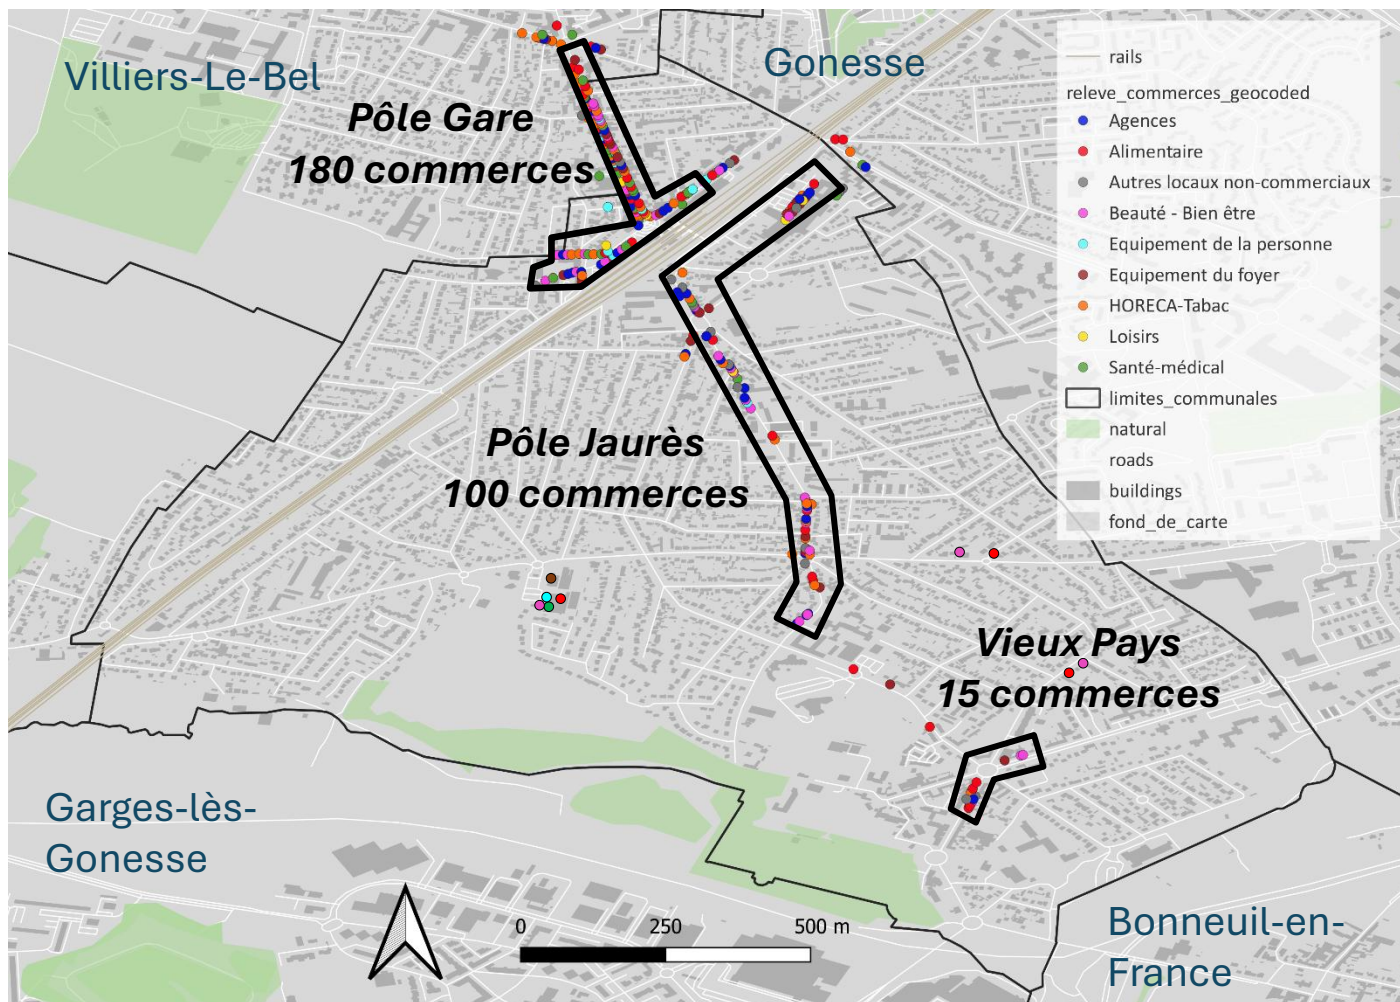 Villiers-Le-Bel
Gonesse
Pôle Gare
180 commerces
rails
releve_commerces_geocoded
Agences
Alimentaire
Autres locaux non-commerciaux
Beauté - Bien être
Equipement de la personne
Equipement du foyer
HORECA-Tabac
Loisirs
Santé-médical
limites_communales
natural
roads
buildings
fond_de_carte
Pôle Jaurès
100 commerces
Vieux Pays
15 commerces
Garges-lès-
Gonesse
0 250 500 m
Bonneuil-en-
France